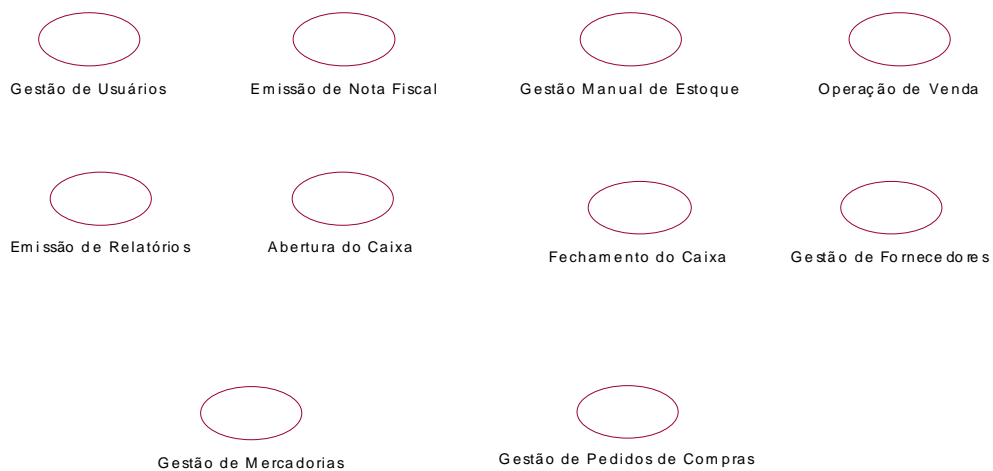 Gestão de Usuários
Emissão de Nota Fiscal
Gestão Manual de Estoque
Operação de Venda
Emissão de Relatórios
Abertura do Caixa
Fechamento do Caixa
Gestão de Fornecedores
Gestão de Mercadorias
Gestão de Pedidos de Compras